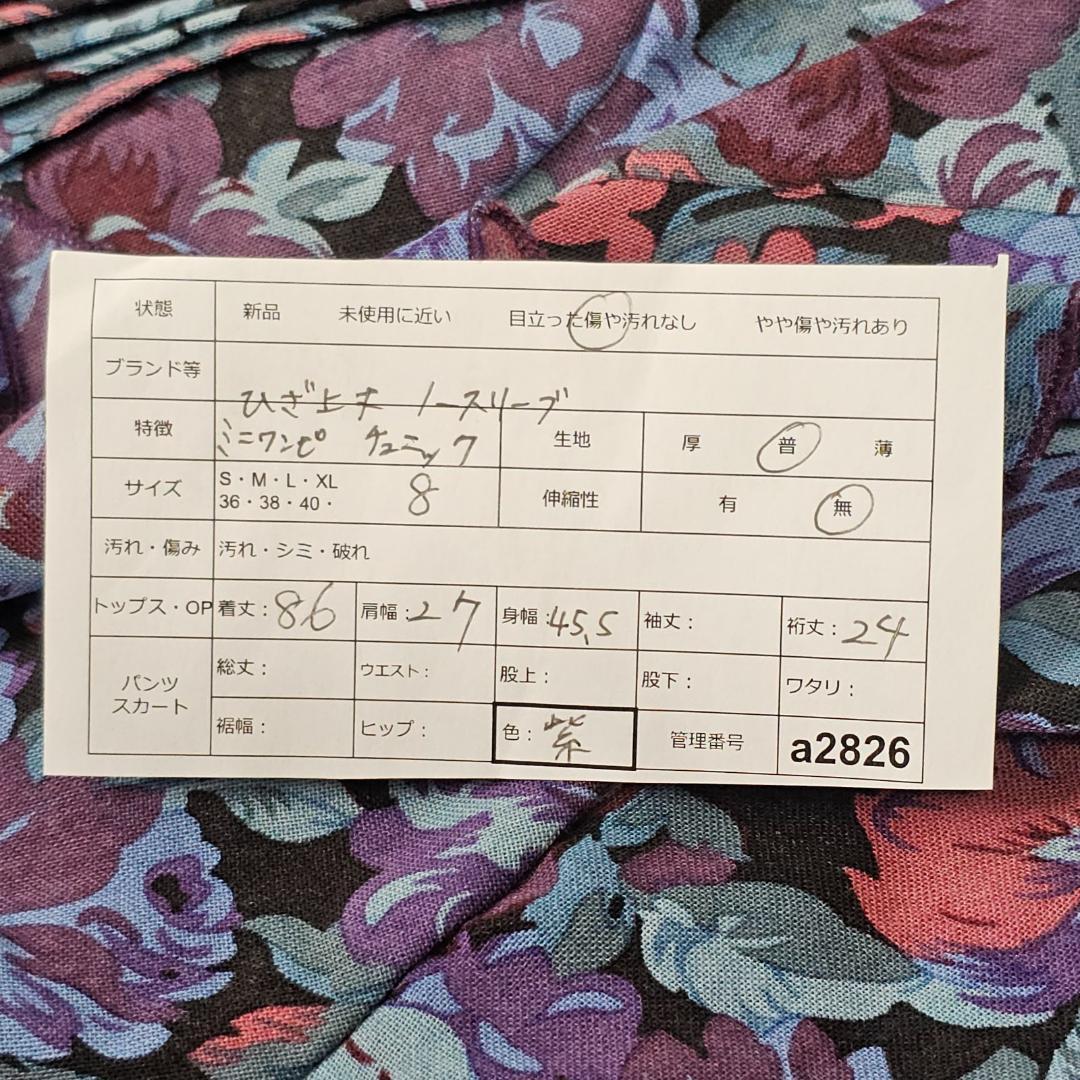 状態 新品 未使用に近い 目立った傷や汚れなし やや傷や汚れあり
ブランド等
ひざ上丈 ノースリーブ
特徴 ミニワンピ チュニック 生地 厚 普 薄
サイズ S・M・L・XL 8 伸縮性 有 無
36・38・40・
汚れ・傷み 汚れ・シミ・破れ
トップス・OP 着丈：86 肩幅：27 身幅：45.5 袖丈： 裄丈：24
パンツ 総丈： ウエスト： 股上： 股下： ワタリ：
スカート 裾幅： ヒップ： 色：紫 管理番号 a2826